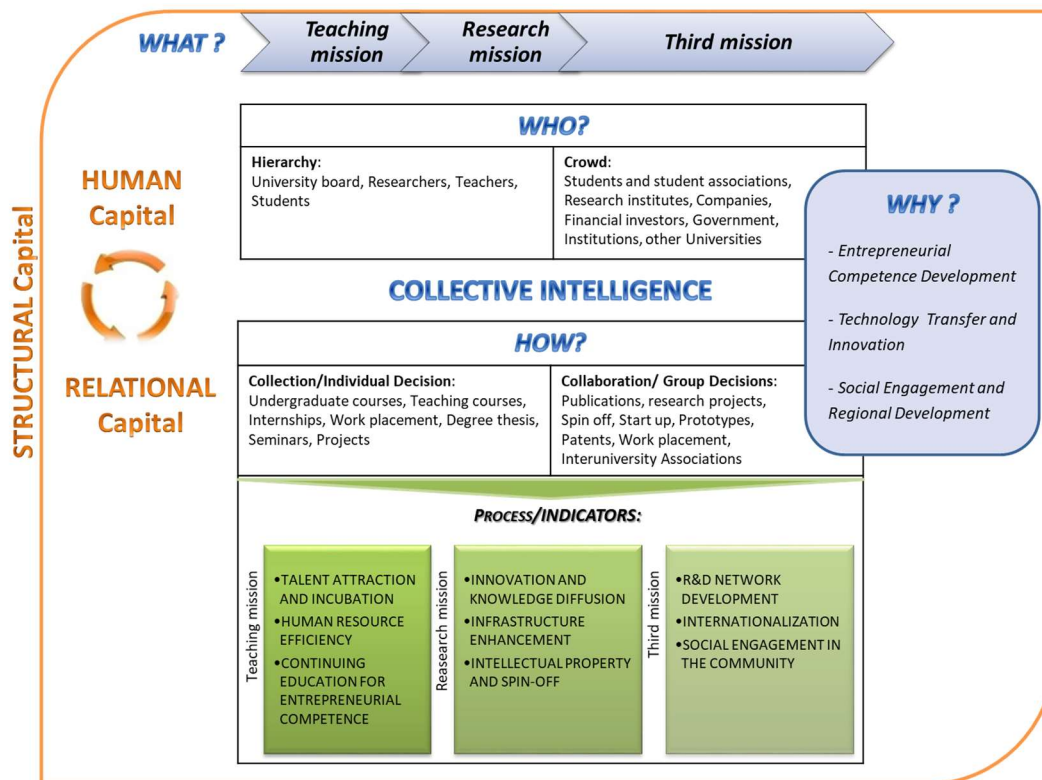 WHAT ?
Teaching
mission
Research
mission
Third mission
STRUCTURAL Capital
HUMAN
Capital
RELATIONAL
Capital
WHO?
Hierarchy:
University board, Researchers, Teachers,
Students
Crowd:
Students and student associations,
Research institutes, Companies,
Financial investors, Government,
Institutions, other Universities
WHY ?
- Entrepreneurial
Competence Development
- Technology Transfer and
Innovation
- Social Engagement and
Regional Development
COLLECTIVE INTELLIGENCE
HOW?
Collection/Individual Decision:
Undergraduate courses, Teaching courses,
Internships, Work placement, Degree thesis,
Seminars, Projects
Collaboration/ Group Decisions:
Publications, research projects,
Spin off, Start up, Prototypes,
Patents, Work placement,
Interuniversity Associations
PROCESS/INDICATORS:
Teaching mission
•TALENT ATTRACTION
AND INCUBATION
•HUMAN RESOURCE
EFFICIENCY
•CONTINUING
EDUCATION FOR
ENTREPRENEURIAL
COMPETENCE
Reasearch mission
•INNOVATION AND
KNOWLEDGE DIFFUSION
•INFRASTRUCTURE
ENHANCEMENT
•INTELLECTUAL PROPERTY
AND SPIN-OFF
Third mission
•R&D NETWORK
DEVELOPMENT
•INTERNATIONALIZATION
•SOCIAL ENGAGEMENT IN
THE COMMUNITY